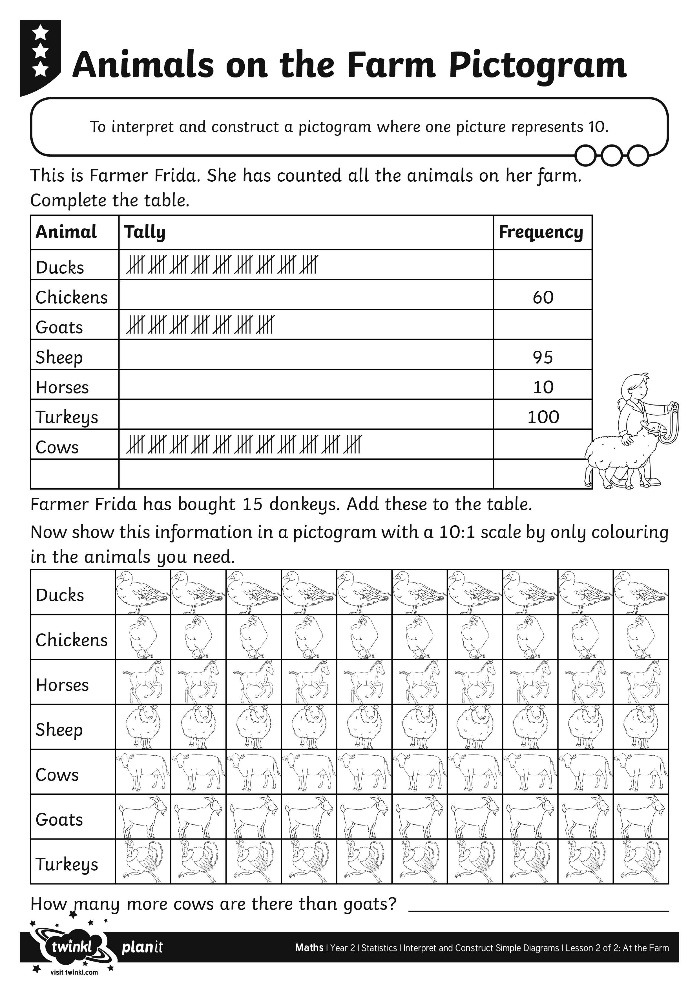 Animals on the Farm Pictogram
To interpret and construct a pictogram where one picture represents 10.
This is Farmer Frida. She has counted all the animals on her farm.
Complete the table.
Animal Tally Frequency
Ducks
Chickens 60
Goats
Sheep 95
Horses 10
Turkeys 100
Cows
Farmer Frida has bought 15 donkeys. Add these to the table.
Now show this information in a pictogram with a 10:1 scale by only colouring
in the animals you need.
Ducks
Chickens
Horses
Sheep
Cows
Goats
Turkeys
How many more cows are there than goats?
twinkl planit
visit twinkl.com
Maths | Year 2 | Statistics | Interpret and Construct Simple Diagrams | Lesson 2 of 2: At the Farm